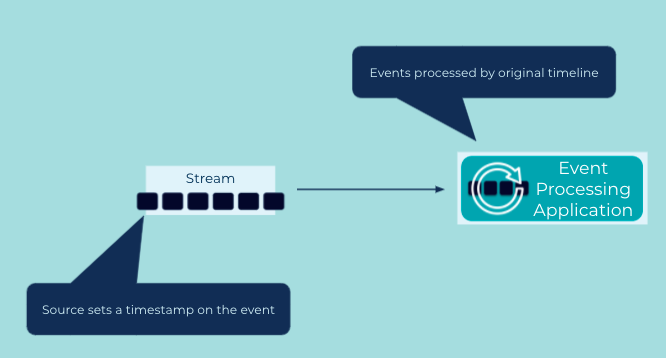 Events processed by original timeline
Event
Processing
Application
Stream
Source sets a timestamp on the event